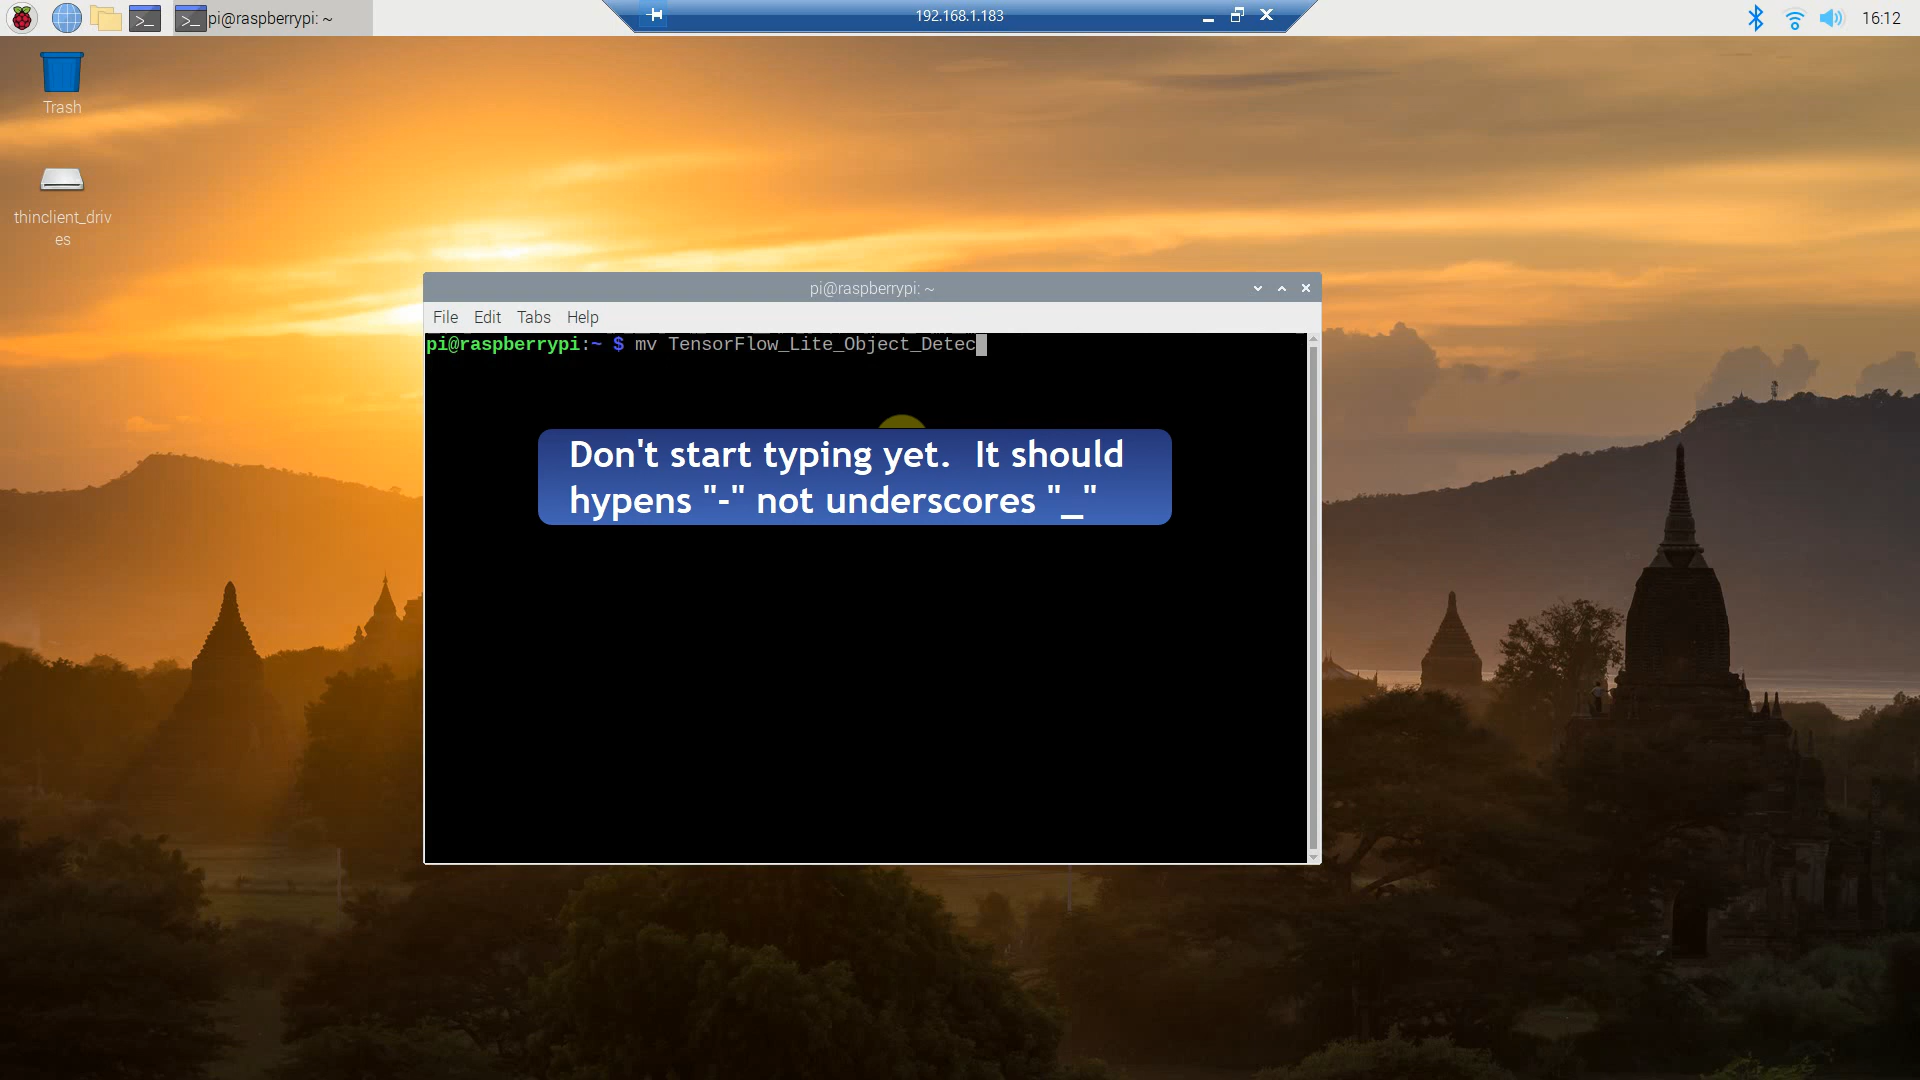 pi@raspberrypi: ~
192.168.1.183
16:12
Trash
thinclient_driv
es
pi@raspberrypi: ~
File Edit Tabs Help
pi@raspberrypi:~ $ mv TensorFlow_Lite_Object_Detec
Don't start typing yet. It should
hypens "-" not underscores "_"